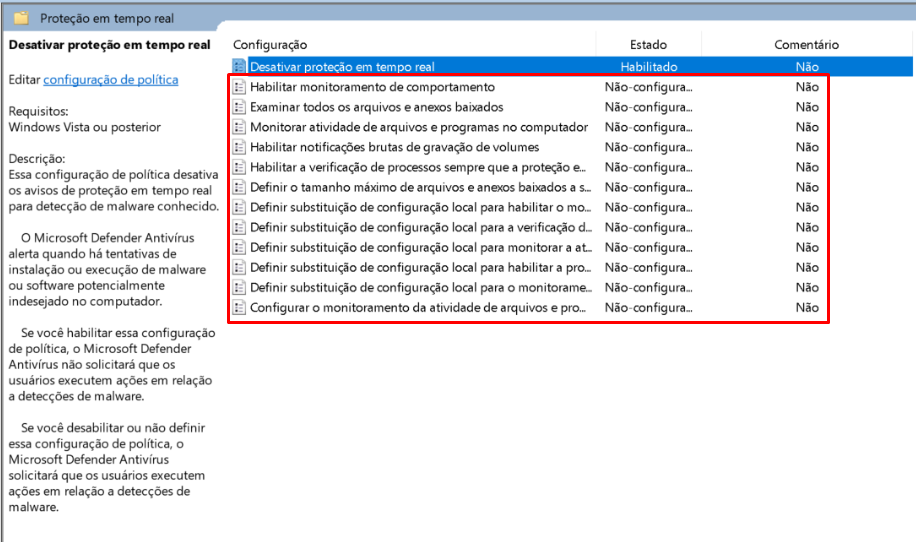 Proteção em tempo real
Desativar proteção em tempo real
Editar configuração de política
Requisitos:
Windows Vista ou posterior
Descrição:
Essa configuração de política desativa
os avisos de proteção em tempo real
para detecção de malware conhecido.
O Microsoft Defender Antivírus
alerta quando há tentativas de
instalação ou execução de malware
ou software potencialmente
indesejado no computador.
Se você habilitar essa configuração
de política, o Microsoft Defender
Antivírus não solicitará que os
usuários executem ações em relação
a detecções de malware.
Se você desabilitar ou não definir
essa configuração de política, o
Microsoft Defender Antivírus
solicitará que os usuários executem
ações em relação a detecções de
malware.
Configuração Estado Comentário
Desativar proteção em tempo real Habilitado Não
Habilitar monitoramento de comportamento Não-configura... Não
Examinar todos os arquivos e anexos baixados Não-configura... Não
Monitorar atividade de arquivos e programas no computador Não-configura... Não
Habilitar notificações brutas de gravação de volumes Não-configura... Não
Habilitar a verificação de processos sempre que a proteção e... Não-configura... Não
Definir o tamanho máximo de arquivos e anexos baixados a s... Não-configura... Não
Definir substituição de configuração local para habilitar o mo... Não-configura... Não
Definir substituição de configuração local para a verificação d... Não-configura... Não
Definir substituição de configuração local para monitorar a at... Não-configura... Não
Definir substituição de configuração local para habilitar a pro... Não-configura... Não
Definir substituição de configuração local para o monitorame... Não-configura... Não
Configurar o monitoramento da atividade de arquivos e pro... Não-configura... Não